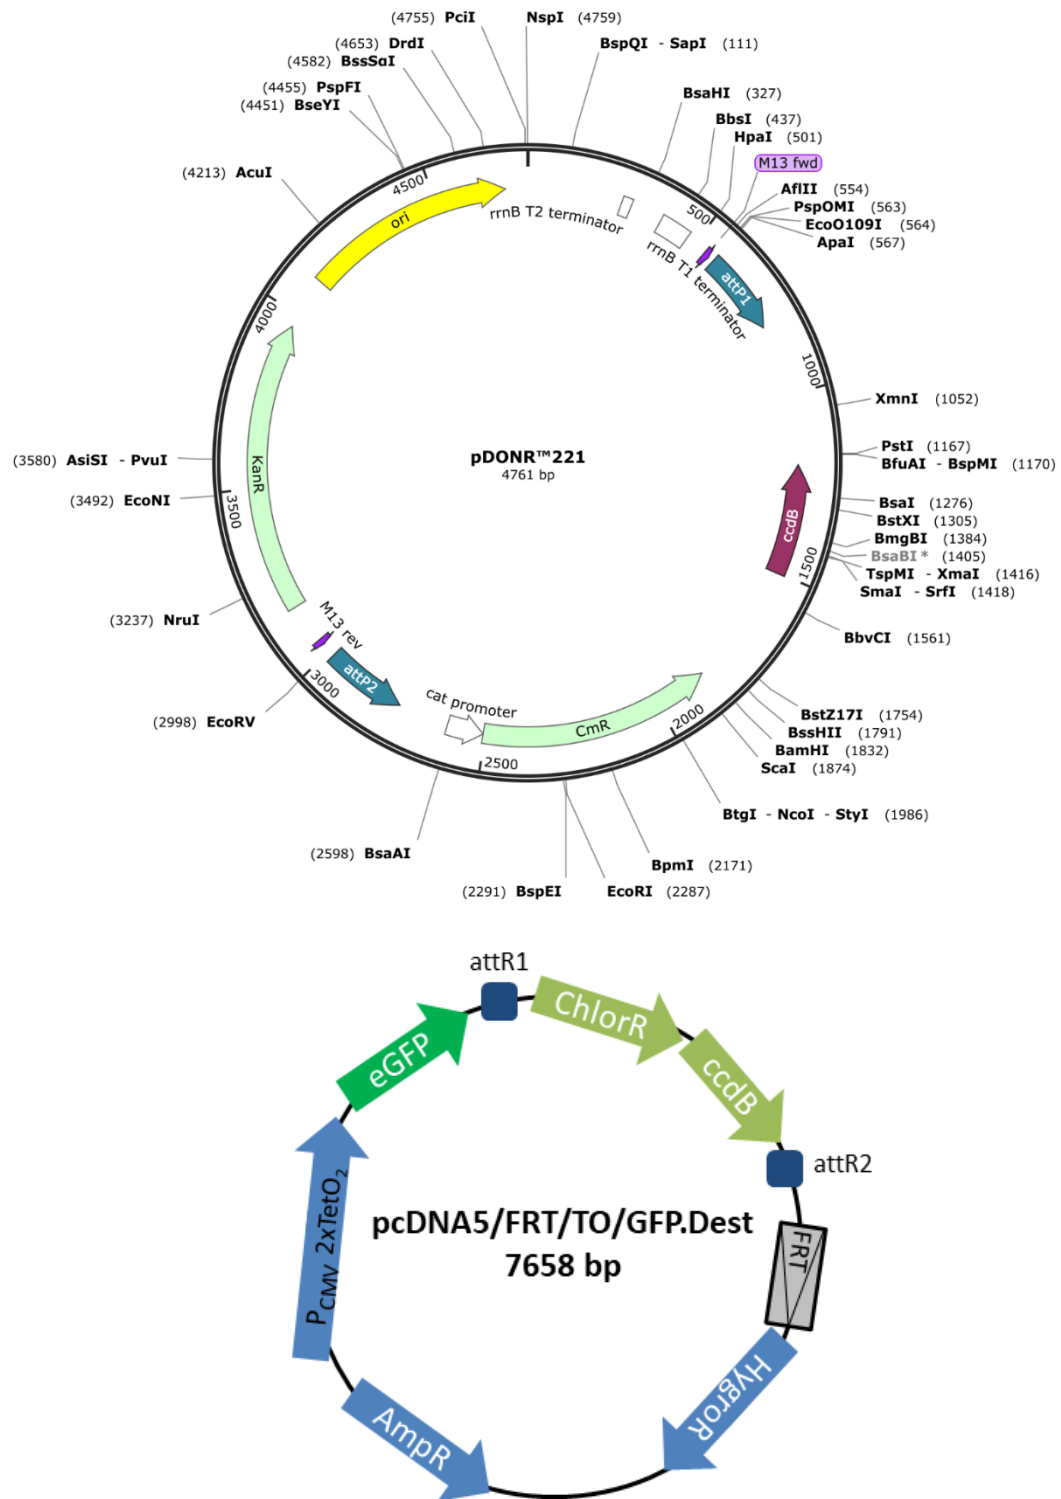 (4755) PciI
NspI (4759)
(4653) DrdI
BspQI - SapI (111)
(4582) BssSαI
(4455) PspFI
BsaHI (327)
(4451) BseYI
BbsI (437)
HpaI (501)
M13 fwd
(4213) AcuI
AflII (554)
PspOMI (563)
EcoO109I (564)
ApaI (567)
4500
500
ori
rrnB T2 terminator
rrnB T1 terminator
attP1
4000
1000
XmnI (1052)
KanR
PstI (1167)
(3580) AsiSI - PvuI
pDONR™221
BfuAI - BspMI (1170)
4761 bp
(3492) EcoNI
3500
ccdB
BsaI (1276)
BstXI (1305)
BmgBI (1384)
BsaBI * (1405)
1500
TspMI - XmaI (1416)
SmaI - SrfI (1418)
(3237) NruI
M13 rev
BbvCI (1561)
attP2
3000
cat promoter
CmR
2000
(2998) EcoRV
BstZ17I (1754)
BssHII (1791)
BamHI (1832)
2500
ScaI (1874)
BtgI - NcoI - StyI (1986)
(2598) BsaAI
BpmI (2171)
(2291) BspEI
EcoRI (2287)
attR1
ChlorR
eGFP
ccdB
attR2
PCMV 2xTetO2
pcDNA5/FRT/TO/GFP.Dest
7658 bp
FRT
HygroR
AmpR